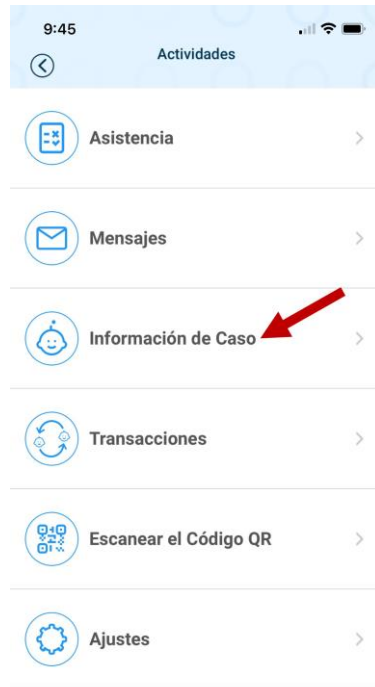 9:45
Actividades
Asistencia
Mensajes
Información de Caso
Transacciones
Escanear el Código QR
Ajustes